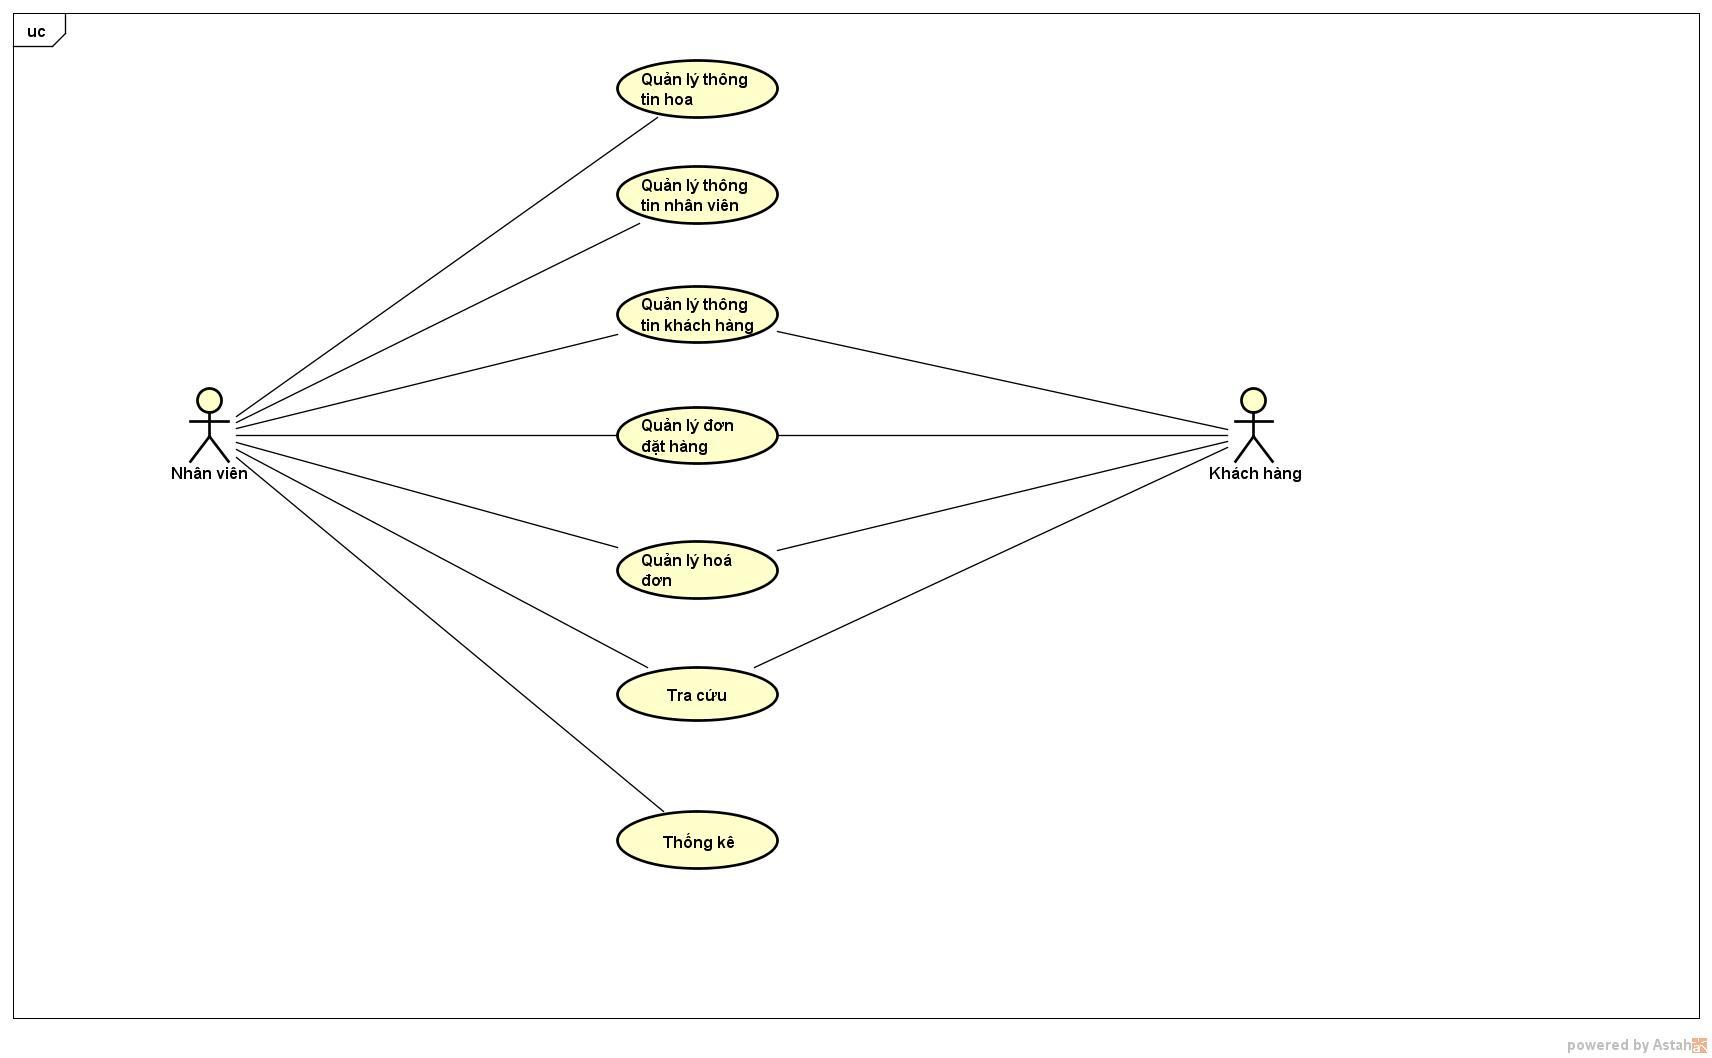 uc
Quản lý thông
tin hoa
Quản lý thông
tin nhân viên
Quản lý thông
tin khách hàng
Quản lý đơn
đặt hàng
Nhân viên
Khách hàng
Quản lý hoá
đơn
Tra cứu
Thống kê
powered by Astah